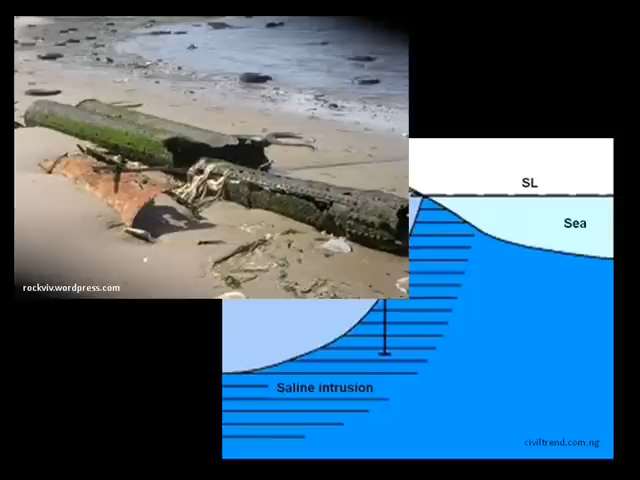 SL
Sea
rockviv.wordpress.com
Saline intrusion
civiltrend.com.ng